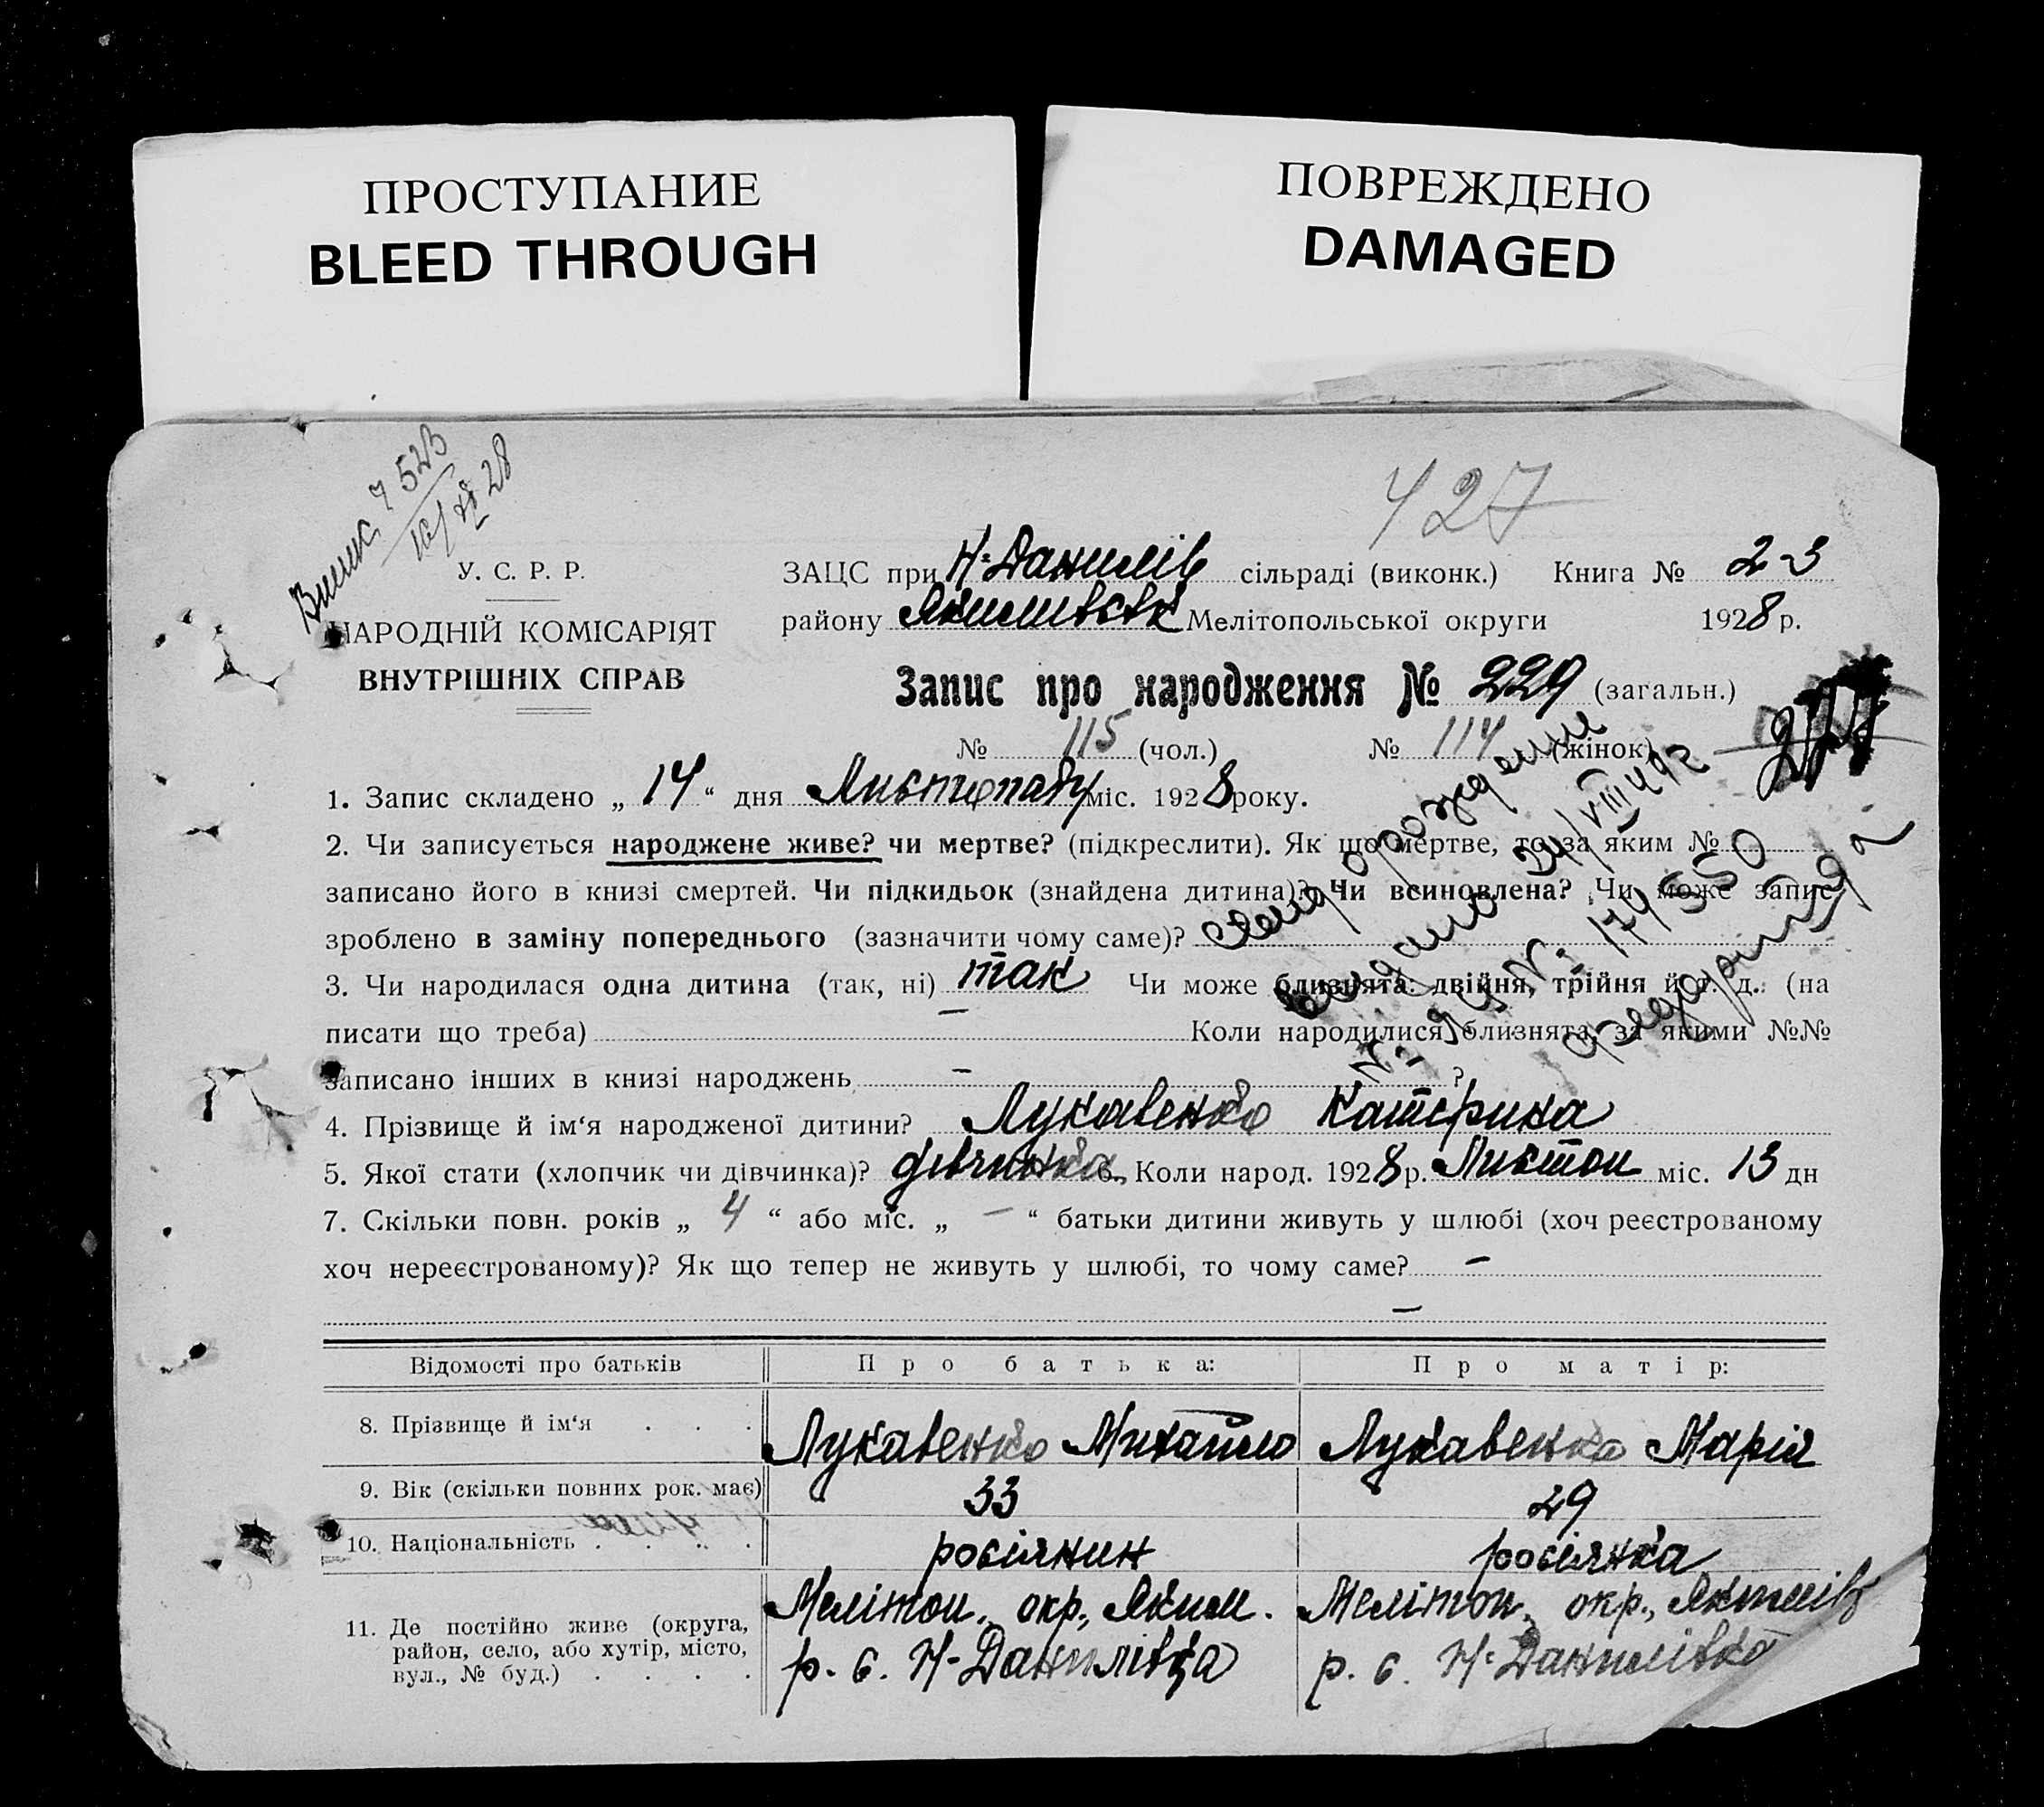 ПРОСТУПАНИЕ
BLEED THROUGH
ПОВРЕЖДЕНО
DAMAGED
427
У. С. Р. Р.
НАРОДНІЙ КОМІСАРІЯТ
ВНУТРІШНІХ СПРАВ
ЗАЦС при Н-Данилів сільраді (виконк.) Книга № 2-3
району Якимівськ Мелітопольської округи 1928 р.
Запис про народження № 229 (загальн.)
№ 115 (чол.) № 114 (жінок)
1. Запис складено „ 14 “ дня Листопаду міс. 1928 року.
2. Чи записується народжене живе? чи мертве? (підкреслити). Як що мертве, то за яким №
записано його в книзі смертей. Чи підкидьок (знайдена дитина)? Чи всиновлена? Чи може запис
зроблено в заміну попереднього (зазначити чому саме)?
3. Чи народилася одна дитина (так, ні) так Чи може близнята: двійня, трійня й т. д.: (на
писати що треба) — Коли народилися близнята, за якими №№
записано інших в книзі народжень — ?
4. Прізвище й ім‘я народженої дитини? Лукавенко Катерина
5. Якої стати (хлопчик чи дівчинка)? дівчинка 6. Коли народ. 1928 р. Листоп міс. 13 дн
7. Скільки повн. років „ 4 “ або міс. „ — “ батьки дитини живуть у шлюбі (хоч реєстрованому
хоч нереєстрованому)? Як що тепер не живуть у шлюбі, то чому саме? —
—
Відомості про батьків Про батька: Про матір:
8. Прізвище й ім‘я . . . Лукавенко Михайло Лукавенко Марія
9. Вік (скільки повних рок. має) 33 29
10. Національність . . . . росіянин росіянка
11. Де постійно живе (округа, район, село, або хутір, місто, вул., № буд.) . . . .
Меліноп. окр., Яким.
р. с. Н-Данилівка
Меліноп. окр., Якимів
р. с. Н-Данилівка
Свид о рождении
выдано 24/VIII 49 г